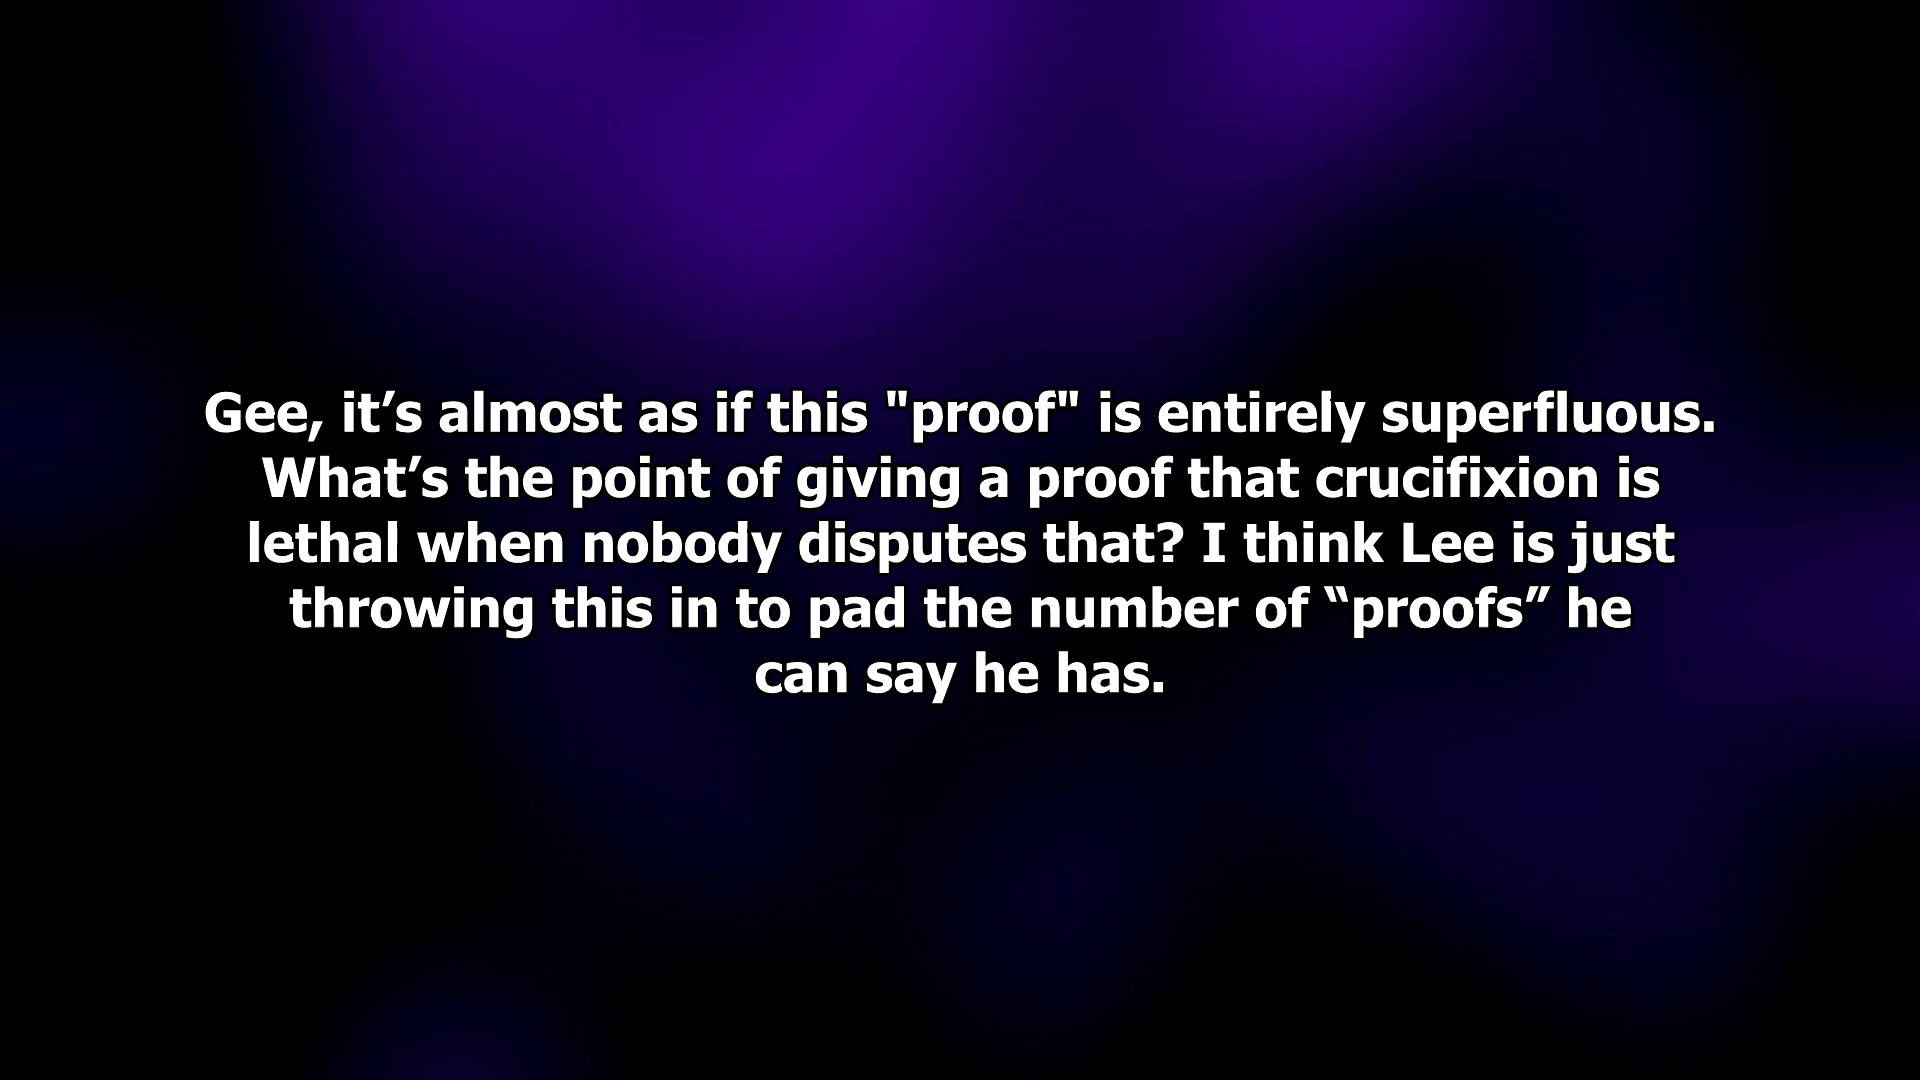 Gee, it’s almost as if this "proof" is entirely superfluous.
What’s the point of giving a proof that crucifixion is
lethal when nobody disputes that? I think Lee is just
throwing this in to pad the number of “proofs” he
can say he has.